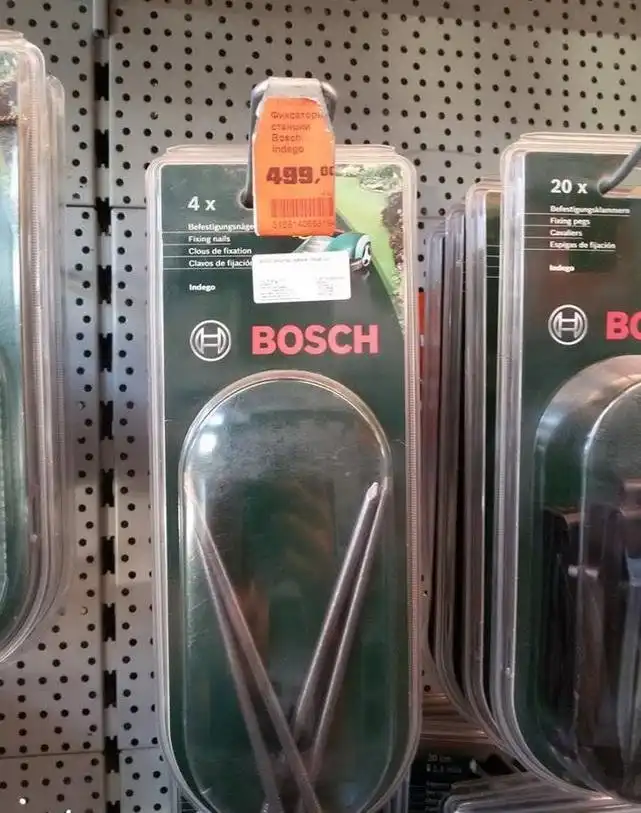 Фиксаторы
станции
Bosch
Indego
499,00
4 x
Befestigungsnäge
Fixing nails
Clous de fixation
Clavos de fijación
Indego
BOSCH
20 x
Befestigungsklammern
Fixing pegs
Cavaliers
Espigas de fijación
Indego
BO